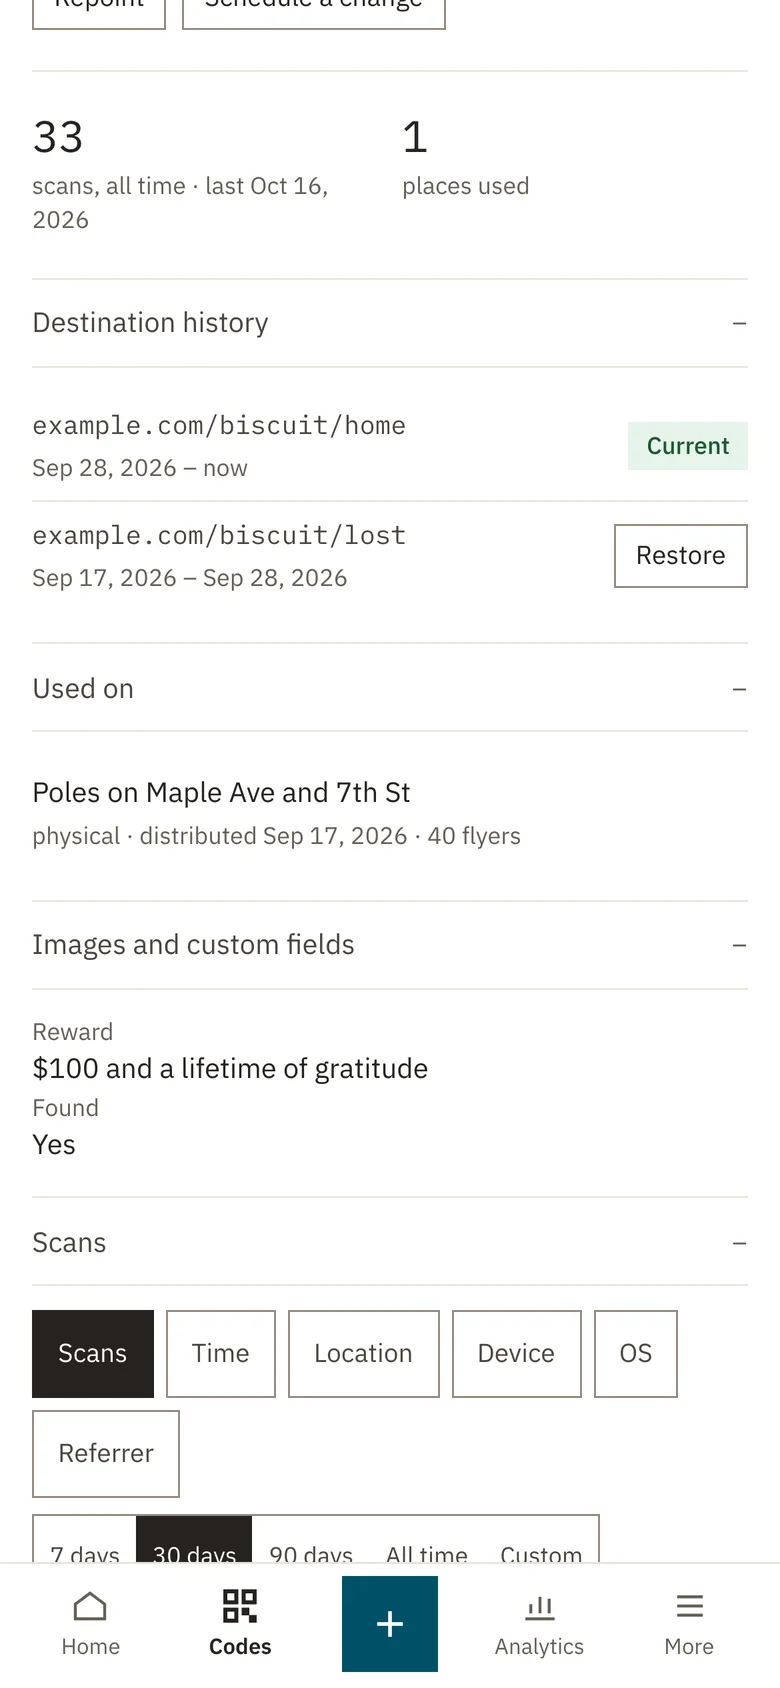 Repoint
Schedule a change
33
scans, all time · last Oct 16,
2026
1
places used
Destination history
–
example.com/biscuit/home
Sep 28, 2026 – now
Current
example.com/biscuit/lost
Sep 17, 2026 – Sep 28, 2026
Restore
Used on
–
Poles on Maple Ave and 7th St
physical · distributed Sep 17, 2026 · 40 flyers
Images and custom fields
–
Reward
$100 and a lifetime of gratitude
Found
Yes
Scans
–
Scans
Time
Location
Device
OS
Referrer
7 days
30 days
90 days
All time
Custom
Home
Codes
+
Analytics
More